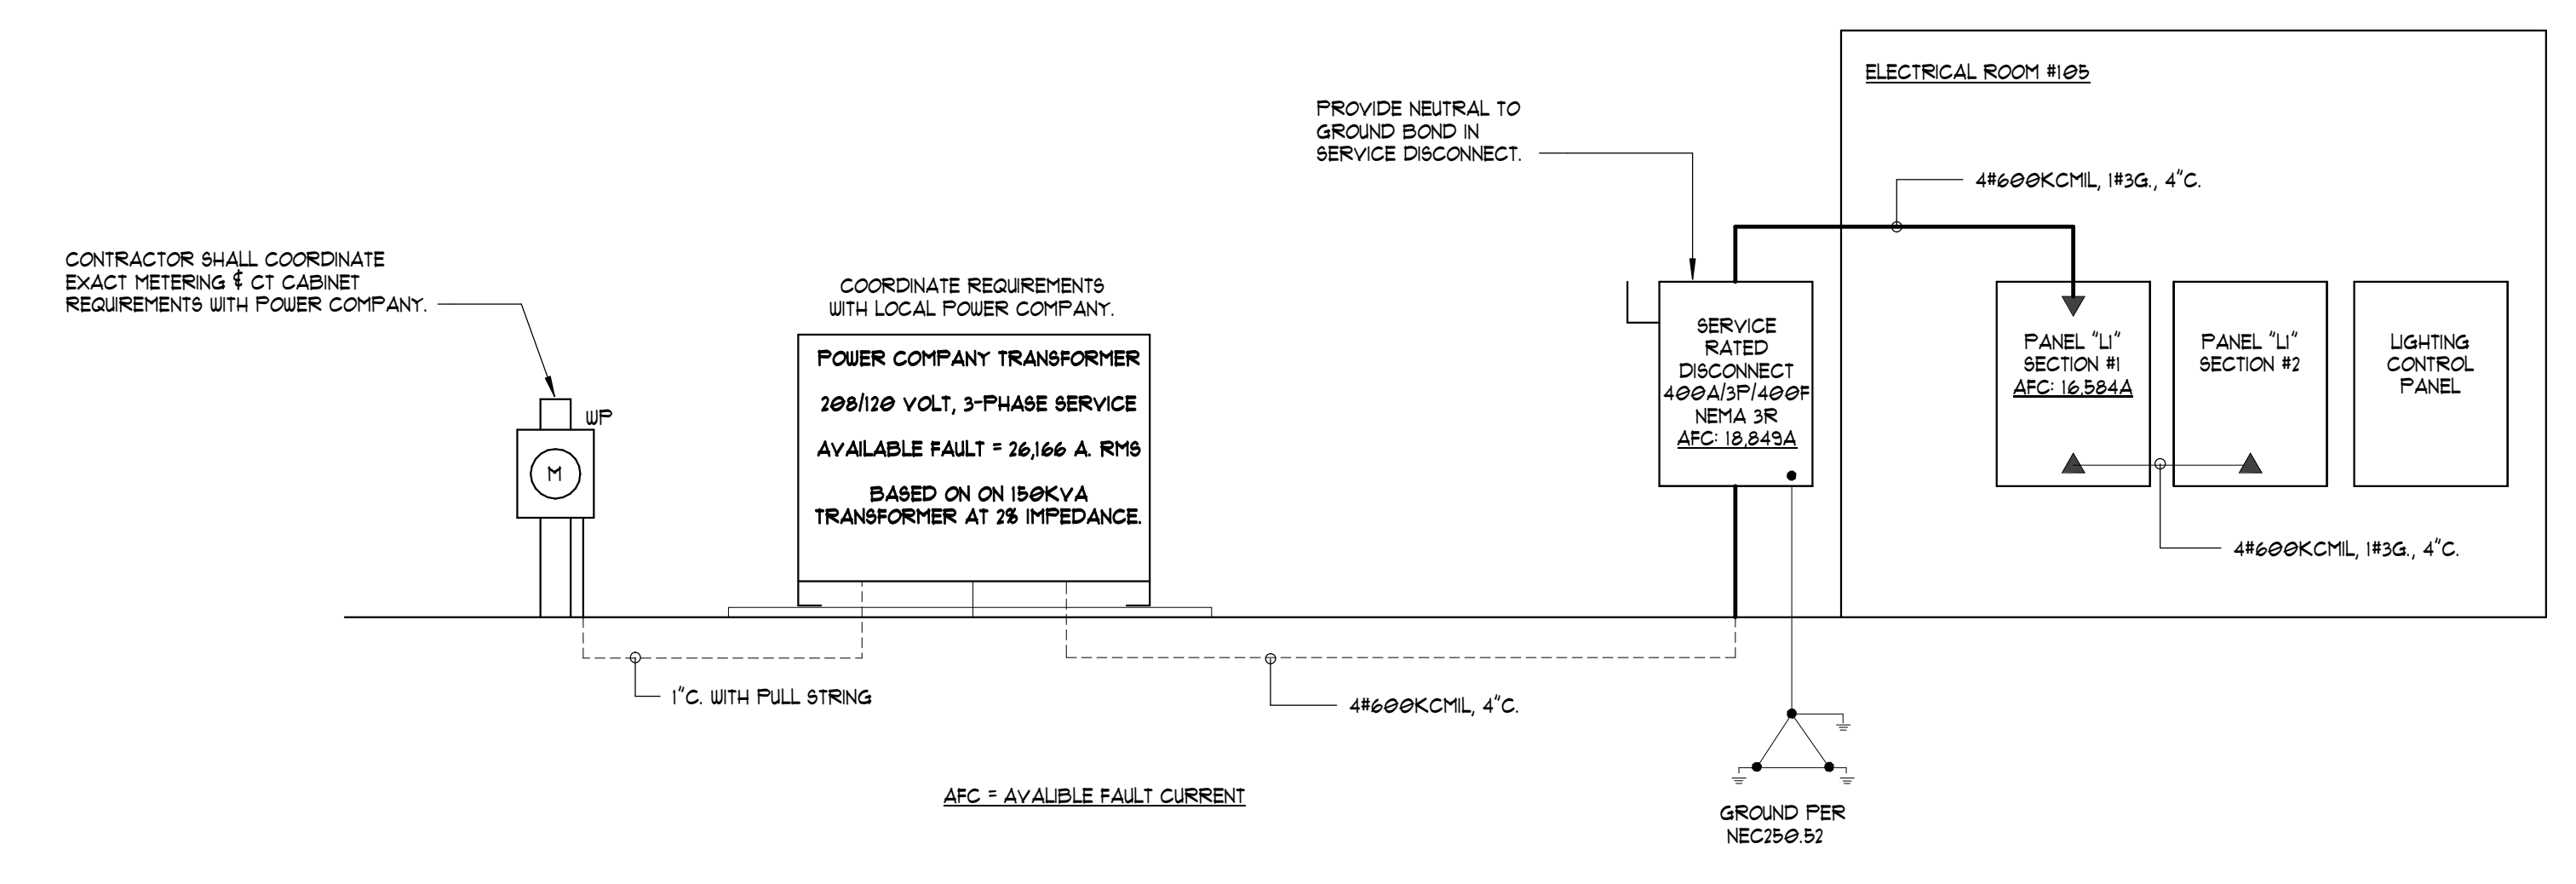 ELECTRICAL ROOM #105
PROVIDE NEUTRAL TO
GROUND BOND IN
SERVICE DISCONNECT.
4#600KCMIL, 1#3G., 4"C.
CONTRACTOR SHALL COORDINATE
EXACT METERING & CT CABINET
REQUIREMENTS WITH POWER COMPANY.
WP
M
COORDINATE REQUIREMENTS
WITH LOCAL POWER COMPANY.
POWER COMPANY TRANSFORMER
208/120 VOLT, 3-PHASE SERVICE
AVAILABLE FAULT = 26,166 A. RMS
BASED ON ON 150KVA
TRANSFORMER AT 2% IMPEDANCE.
SERVICE
RATED
DISCONNECT
400A/3P/400F
NEMA 3R
AFC: 18,849A
PANEL "L1"
SECTION #1
AFC: 16,584A
PANEL "L1"
SECTION #2
LIGHTING
CONTROL
PANEL
4#600KCMIL, 1#3G., 4"C.
1"C. WITH PULL STRING
4#600KCMIL, 4"C.
AFC = AVALIBLE FAULT CURRENT
GROUND PER
NEC250.52